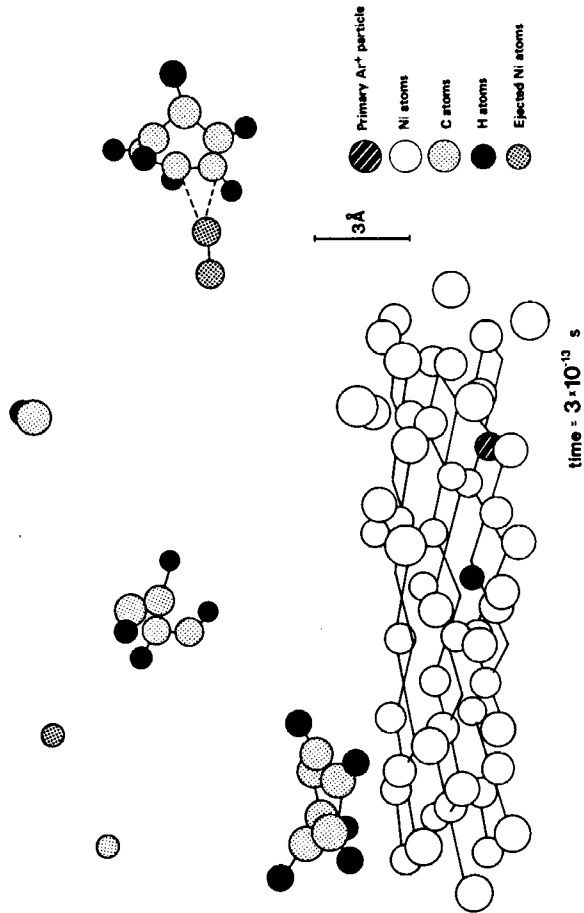 Primary Ar+ particle
Ni atoms
C atoms
H atoms
Ejected Ni atoms
3Å
time = 3×10⁻¹³ s